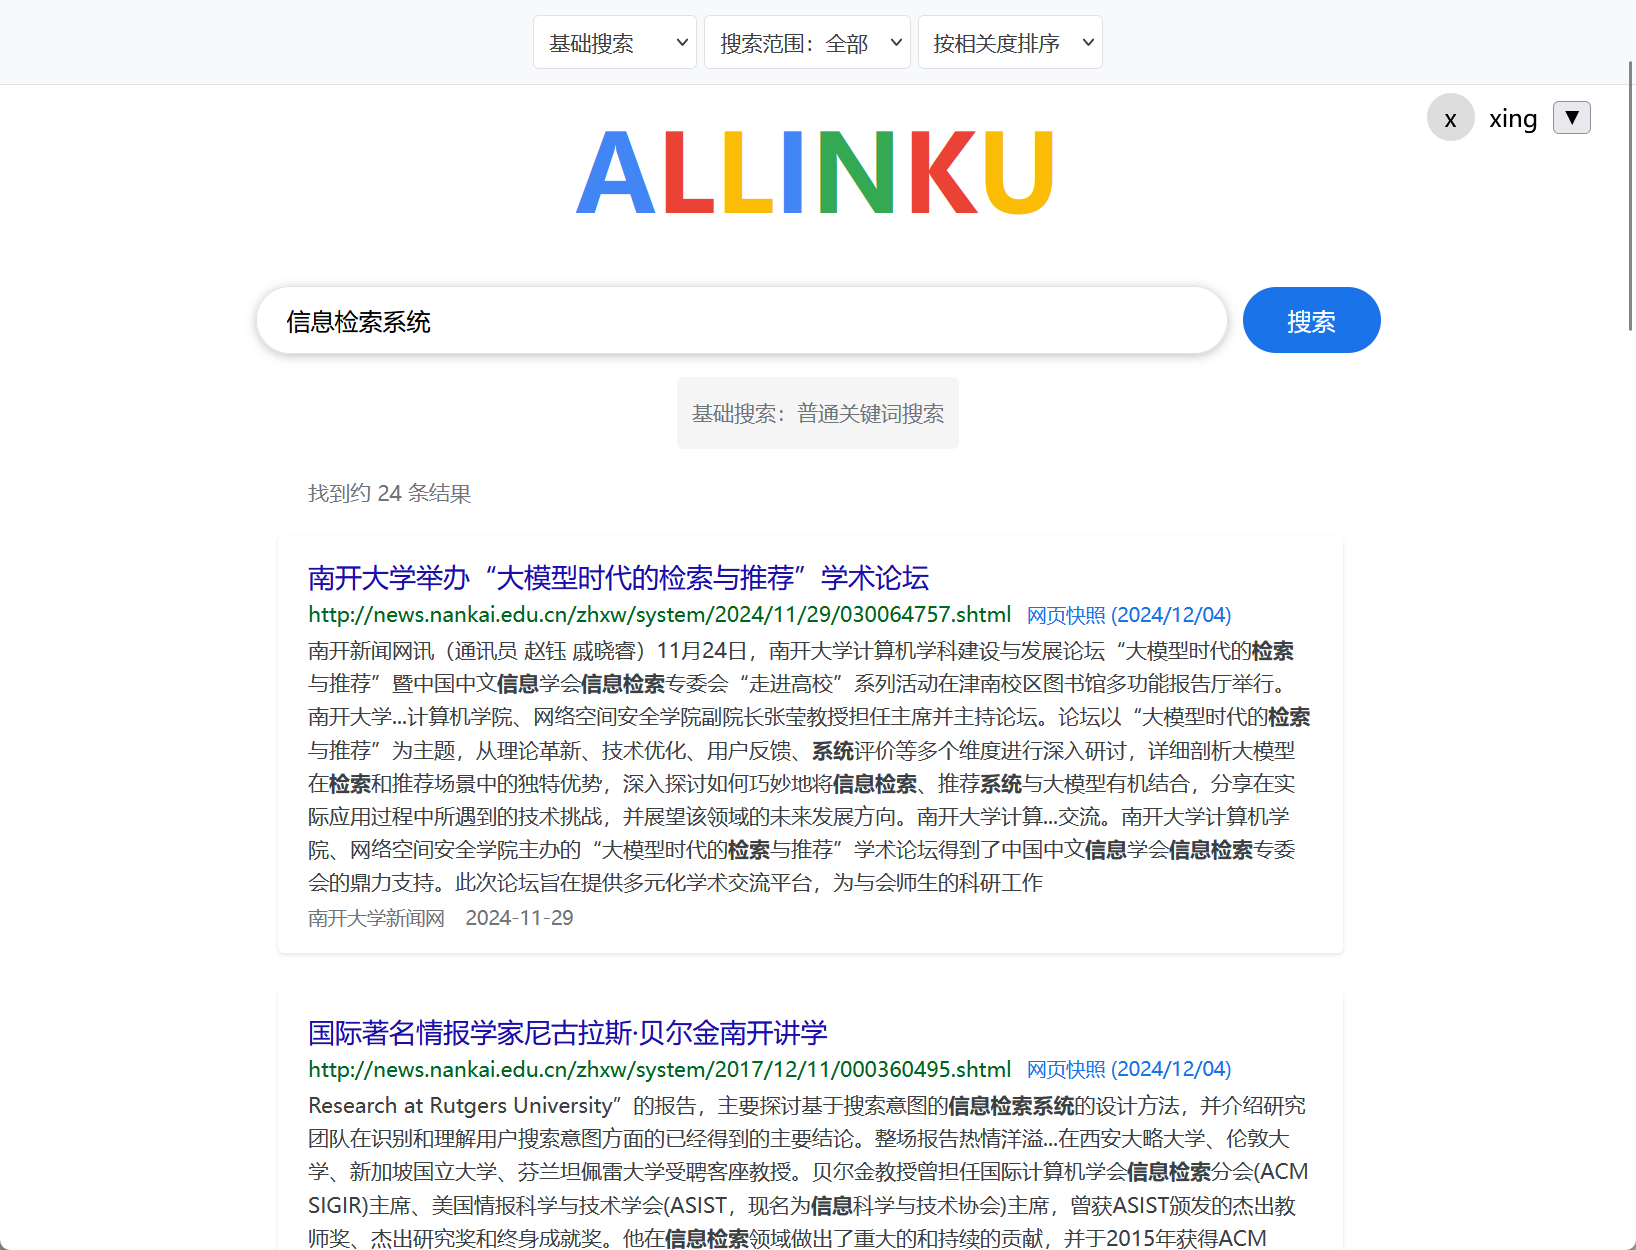 基础搜索
搜索范围：全部
按相关度排序
x
xing
▼
ALLINKU
信息检索系统
搜索
基础搜索：普通关键词搜索
找到约 24 条结果
南开大学举办“大模型时代的检索与推荐”学术论坛
http://news.nankai.edu.cn/zhxw/system/2024/11/29/030064757.shtml 网页快照 (2024/12/04)
南开新闻网讯（通讯员 赵钰 戚晓睿）11月24日，南开大学计算机学科建设与发展论坛“大模型时代的检索
与推荐”暨中国中文信息学会信息检索专委会“走进高校”系列活动在津南校区图书馆多功能报告厅举行。
南开大学...计算机学院、网络空间安全学院副院长张莹教授担任主席并主持论坛。论坛以“大模型时代的检索
与推荐”为主题，从理论革新、技术优化、用户反馈、系统评价等多个维度进行深入研讨，详细剖析大模型
在检索和推荐场景中的独特优势，深入探讨如何巧妙地将信息检索、推荐系统与大模型有机结合，分享在实
际应用过程中所遇到的技术挑战，并展望该领域的未来发展方向。南开大学计算...交流。南开大学计算机学
院、网络空间安全学院主办的“大模型时代的检索与推荐”学术论坛得到了中国中文信息学会信息检索专委
会的鼎力支持。此次论坛旨在提供多元化学术交流平台，为与会师生的科研工作
南开大学新闻网 2024-11-29
国际著名情报学家尼古拉斯·贝尔金南开讲学
http://news.nankai.edu.cn/zhxw/system/2017/12/11/000360495.shtml 网页快照 (2024/12/04)
Research at Rutgers University”的报告，主要探讨基于搜索意图的信息检索系统的设计方法，并介绍研究
团队在识别和理解用户搜索意图方面的已经得到的主要结论。整场报告热情洋溢...在西安大略大学、伦敦大
学、新加坡国立大学、芬兰坦佩雷大学受聘客座教授。贝尔金教授曾担任国际计算机学会信息检索分会(ACM
SIGIR)主席、美国情报科学与技术学会(ASIST，现名为信息科学与技术协会)主席，曾获ASIST颁发的杰出教
师奖、杰出研究奖和终身成就奖。他在信息检索领域做出了重大的和持续的贡献，并于2015年获得ACM